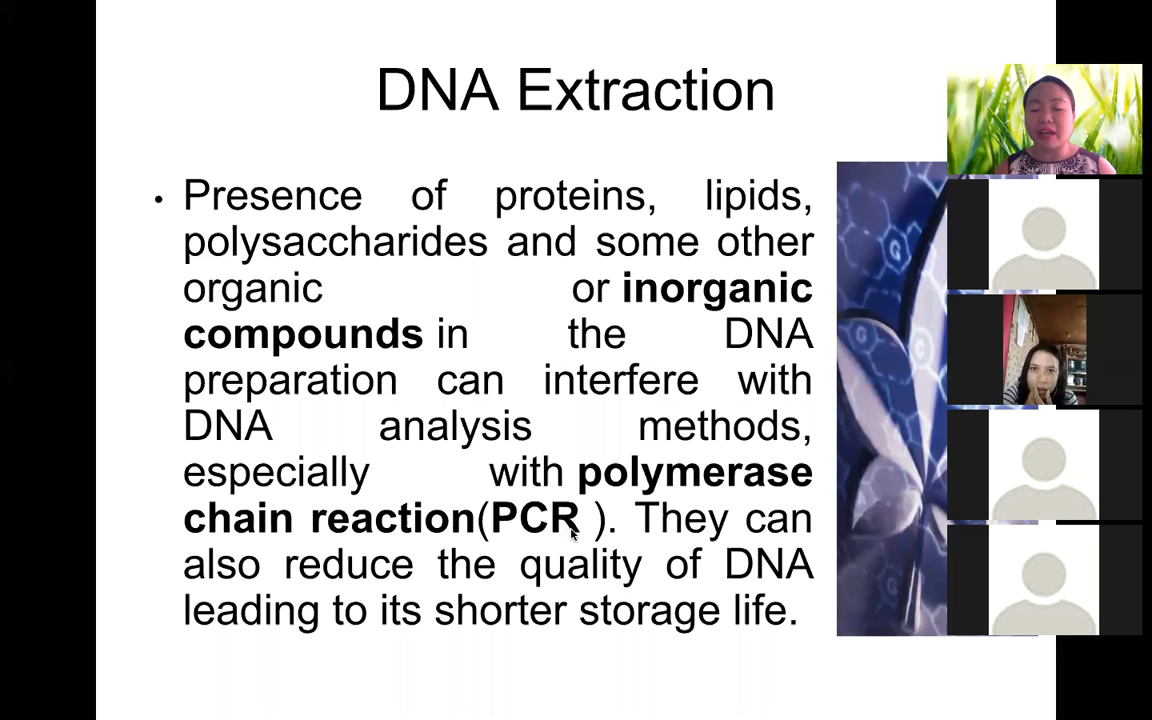 DNA Extraction
• Presence of proteins, lipids,
polysaccharides and some other
organic or inorganic
compounds in the DNA
preparation can interfere with
DNA analysis methods,
especially with polymerase
chain reaction(PCR ). They can
also reduce the quality of DNA
leading to its shorter storage life.
G
G
G
G